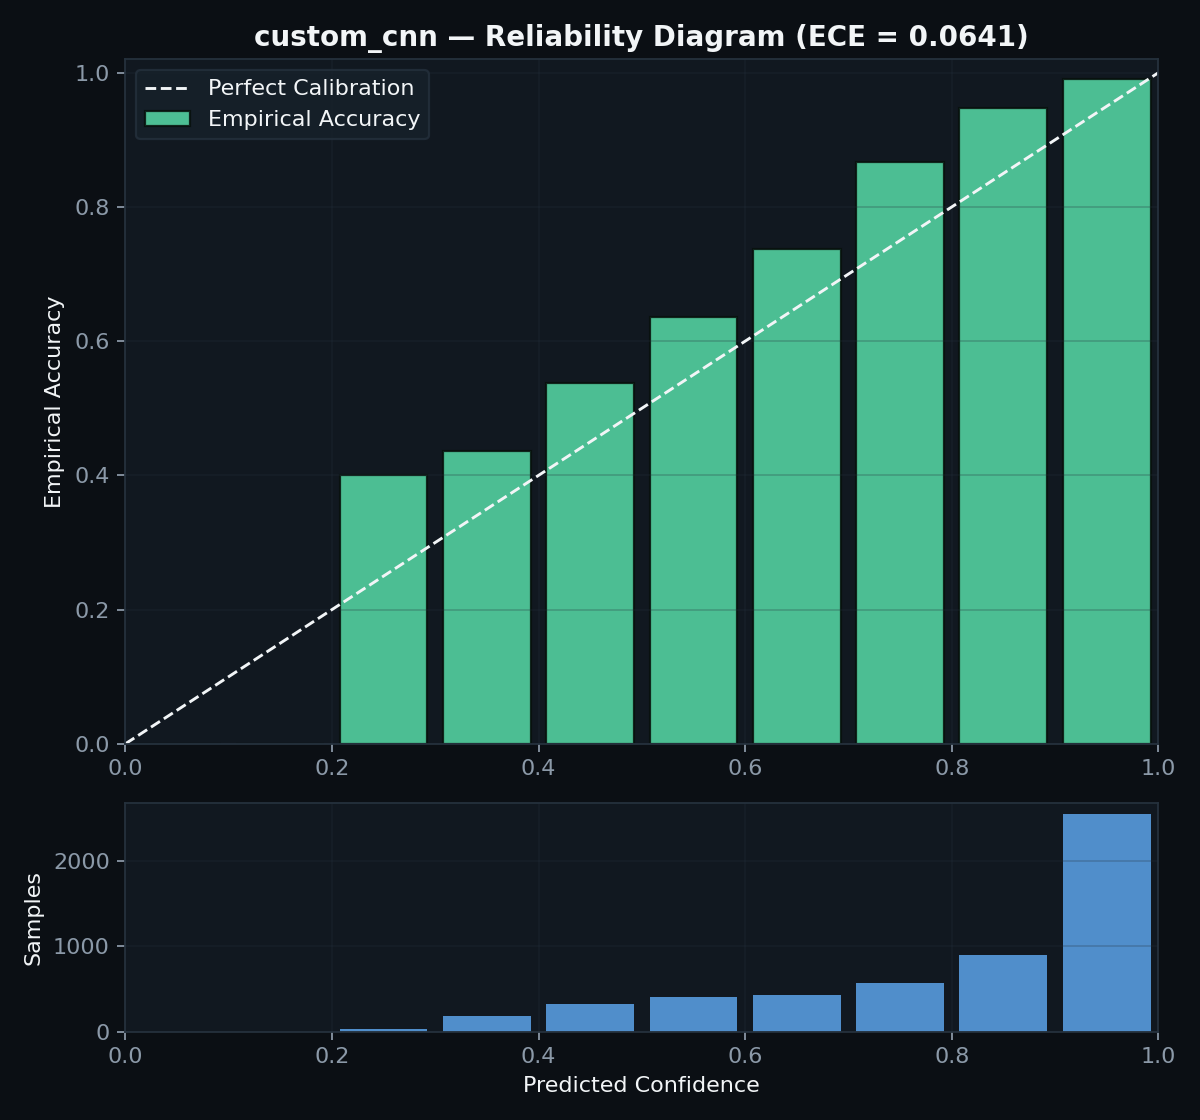 custom_cnn — Reliability Diagram (ECE = 0.0641)
Perfect Calibration
Empirical Accuracy
Empirical Accuracy
1.0
0.8
0.6
0.4
0.2
0.0
0.0 0.2 0.4 0.6 0.8 1.0
Samples
2000
1000
0
0.0 0.2 0.4 0.6 0.8 1.0
Predicted Confidence